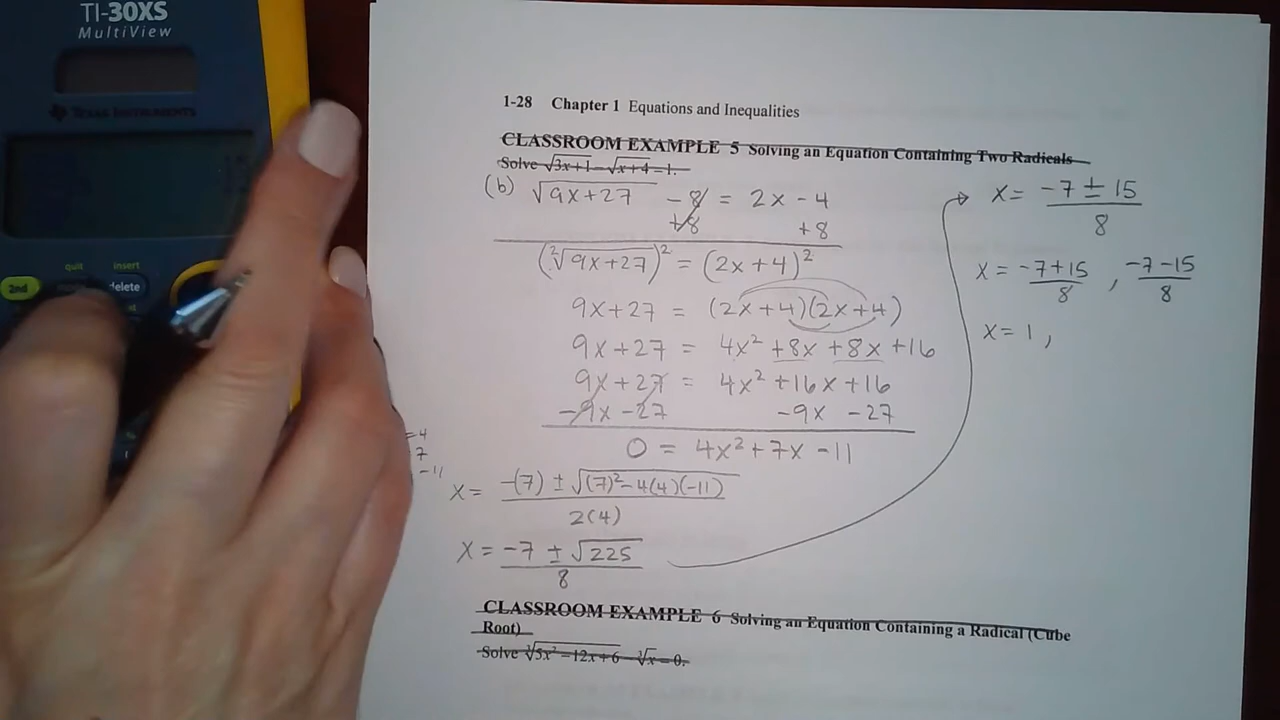 TI-30XS
MultiView
TEXAS INSTRUMENTS
quit insert
2nd delete
1-28 Chapter 1 Equations and Inequalities
CLASSROOM EXAMPLE 5 Solving an Equation Containing Two Radicals
Solve √3x+1 − √x+4 = 1.
(b) √9x+27 − 8 = 2x − 4
+8 +8
(²√9x+27)² = (2x+4)²
9x+27 = (2x+4)(2x+4)
9x+27 = 4x² +8x +8x +16
9x+27 = 4x² +16x +16
−9x −27 −9x −27
0 = 4x² +7x −11
=4
7
−11
x = −(7) ± √(7)²−4(4)(−11)
2(4)
x = −7 ± √225
8
x = −7 ± 15
8
x = −7+15 , −7−15
8 8
x = 1 ,
CLASSROOM EXAMPLE 6 Solving an Equation Containing a Radical (Cube
Root)
Solve ³√5x² − 12x + 6 − ³√x = 0.